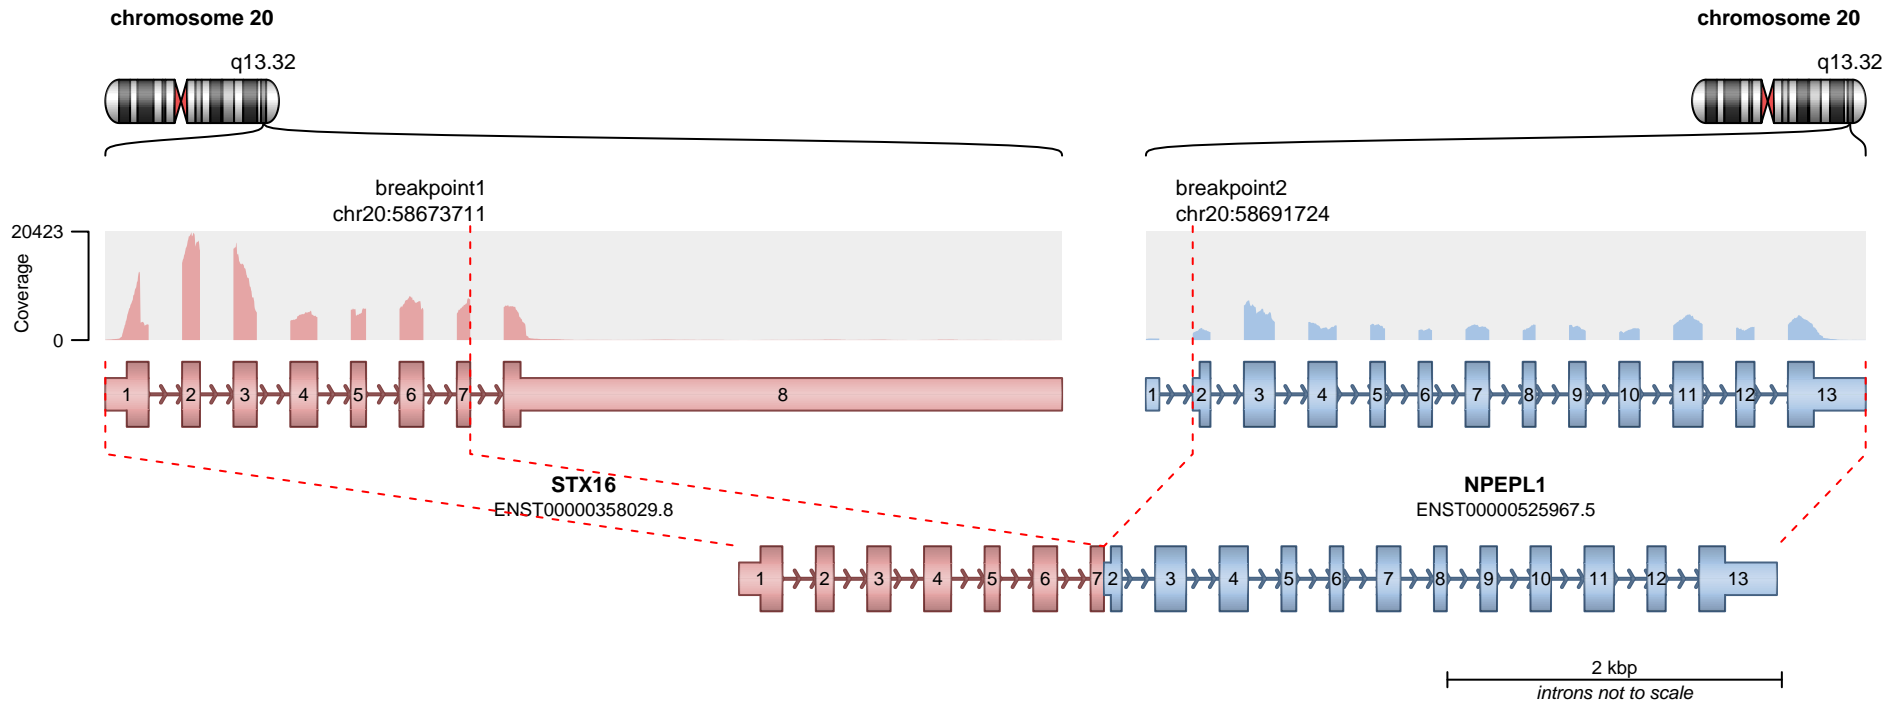 chromosome 20
chromosome 20
q13.32
q13.32
breakpoint1
chr20:58673711
breakpoint2
chr20:58691724
20423
Coverage
0
1 2 3 4 5 6 7 8
1 2 3 4 5 6 7 8 9 10 11 12 13
STX16
ENST00000358029.8
NPEPL1
ENST00000525967.5
1 2 3 4 5 6 7 2 3 4 5 6 7 8 9 10 11 12 13
2 kbp
introns not to scale